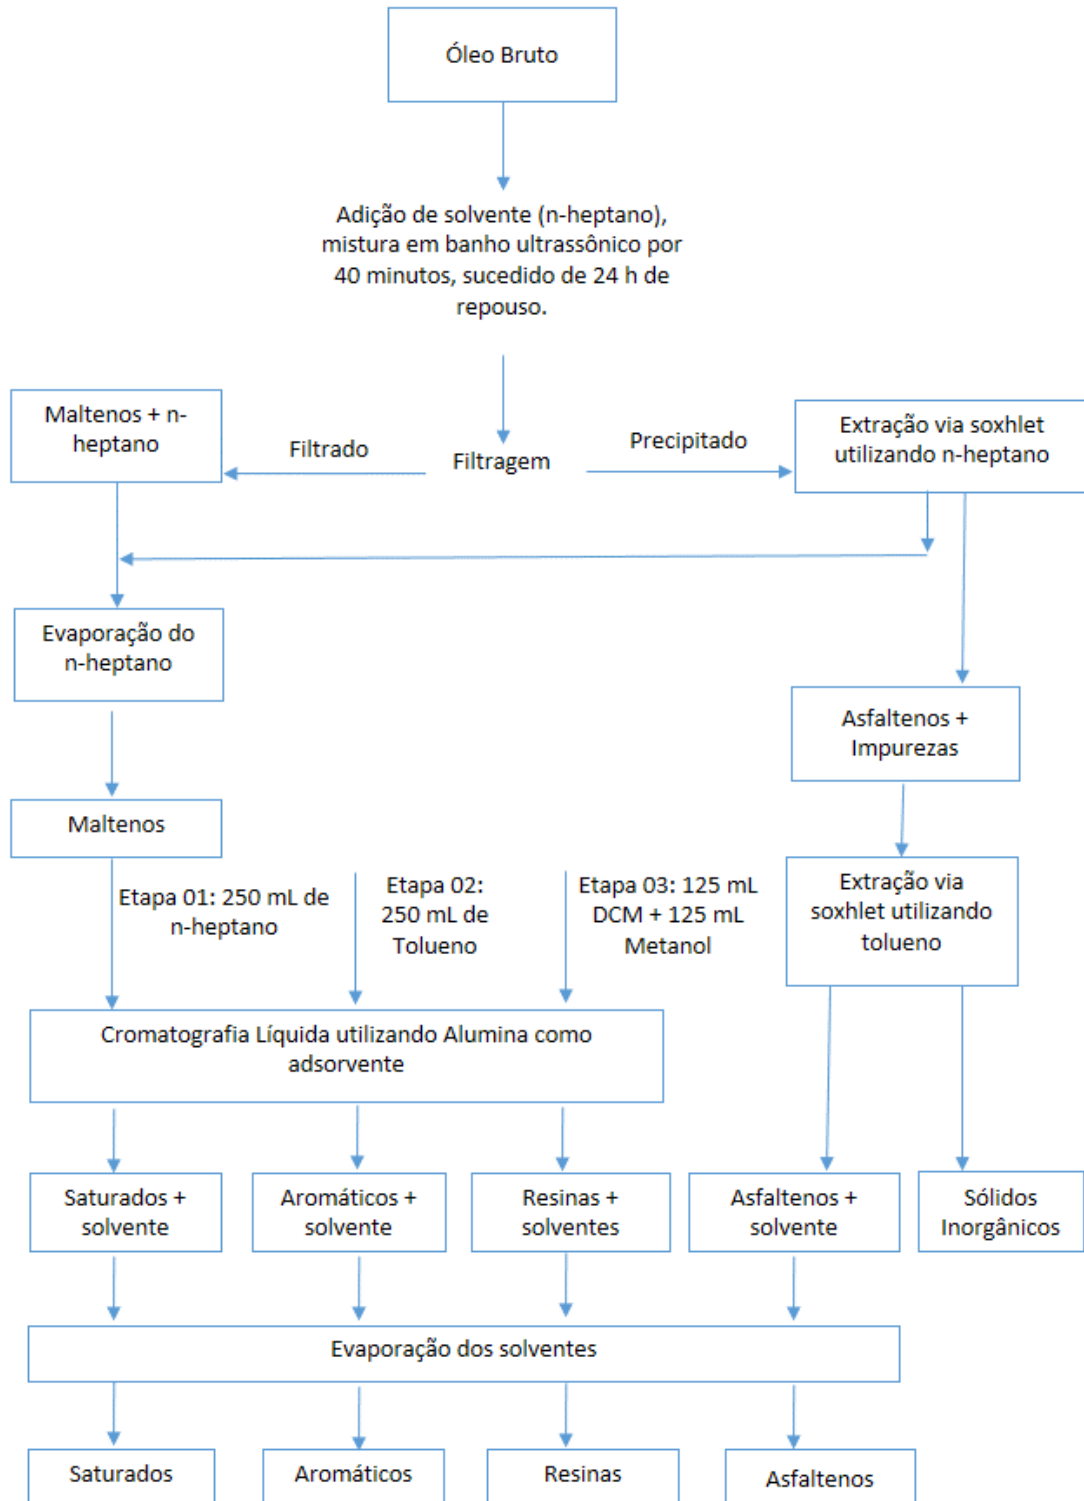 Óleo Bruto
Adição de solvente (n-heptano),
mistura em banho ultrassônico por
40 minutos, sucedido de 24 h de
repouso.
Maltenos + n-
heptano
Filtrado
Filtragem
Precipitado
Extração via soxhlet
utilizando n-heptano
Evaporação do
n-heptano
Asfaltenos +
Impurezas
Maltenos
Etapa 01: 250 mL de
n-heptano
Etapa 02:
250 mL de
Tolueno
Etapa 03: 125 mL
DCM + 125 mL
Metanol
Extração via
soxhlet utilizando
tolueno
Cromatografia Líquida utilizando Alumina como
adsorvente
Saturados +
solvente
Aromáticos +
solvente
Resinas +
solventes
Asfaltenos +
solvente
Sólidos
Inorgânicos
Evaporação dos solventes
Saturados
Aromáticos
Resinas
Asfaltenos